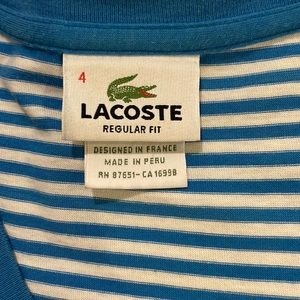 4
LACOSTE
REGULAR FIT
DESIGNED IN FRANCE
MADE IN PERU
RN 87651-CA 16998